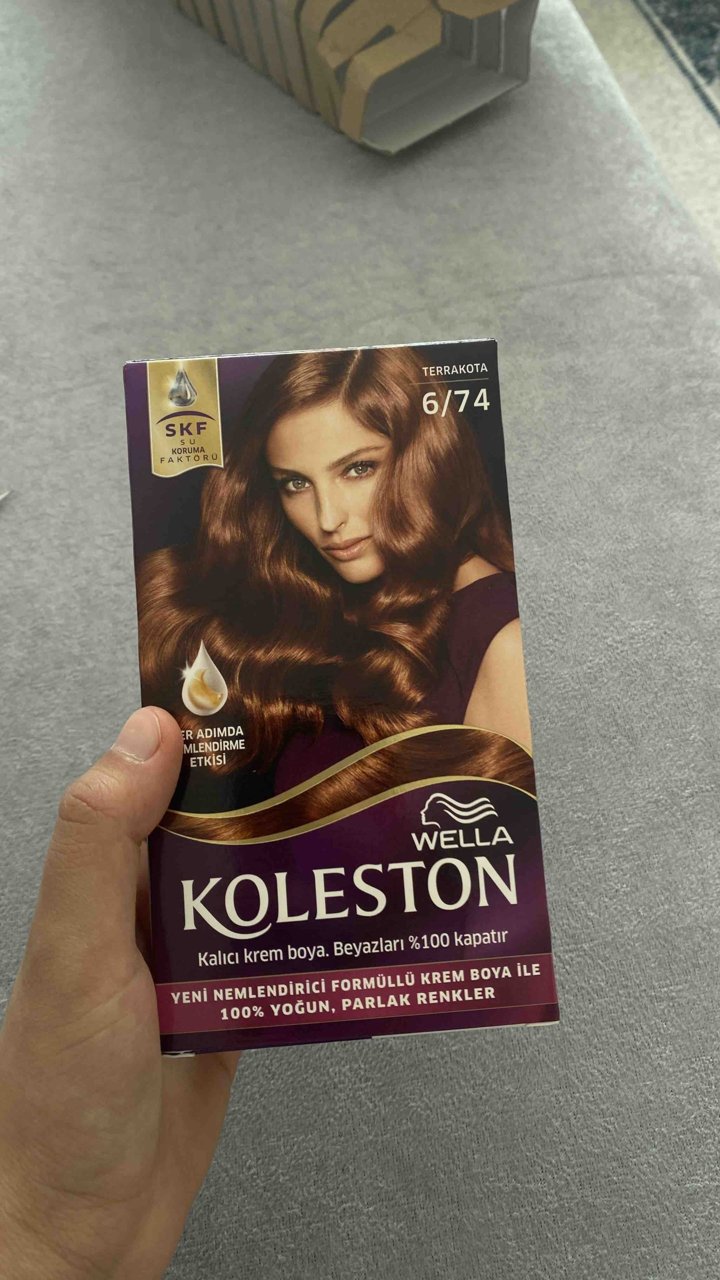 TERRAKOTA
6/74
SKF
SU
KORUMA
FAKTÖRÜ
ADIMDA
ETKİSİ
WELLA
KOLESTON
Kalıcı krem boya. Beyazları %100 kapatır
YENİ NEMLENDİRİCİ FORMÜLLÜ KREM BOYA İLE
100% YOĞUN, PARLAK RENKLER